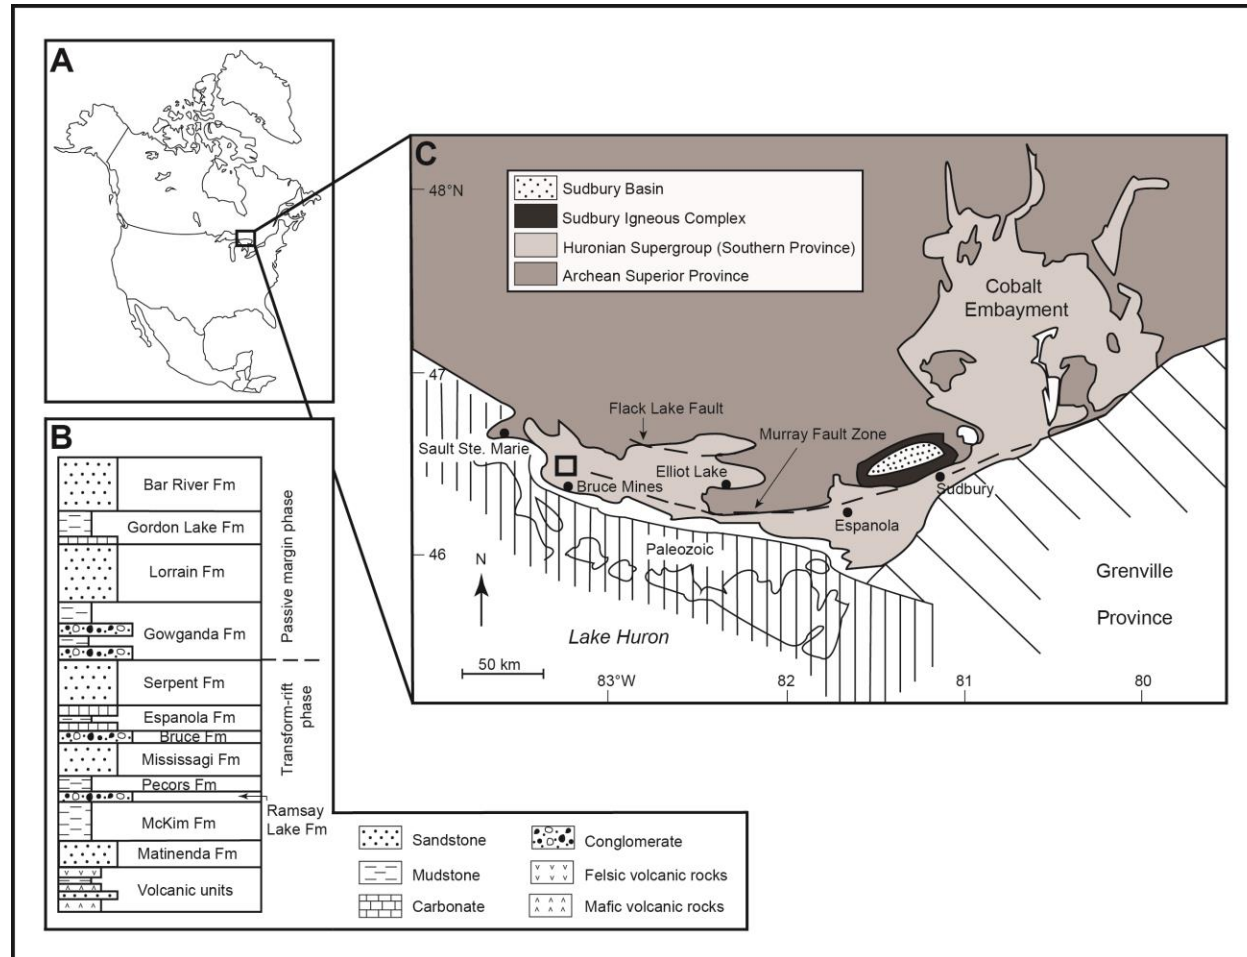 A
B
Bar River Fm
Gordon Lake Fm
Lorrain Fm
Gowganda Fm
Serpent Fm
Espanola Fm
Bruce Fm
Mississagi Fm
Pecors Fm
McKim Fm
Matinenda Fm
Volcanic units
Passive margin phase
Transform-rift
phase
Ramsay
Lake Fm
Sandstone
Mudstone
Carbonate
Conglomerate
Felsic volcanic rocks
Mafic volcanic rocks
C
Sudbury Basin
Sudbury Igneous Complex
Huronian Supergroup (Southern Province)
Archean Superior Province
48°N
47
46
Cobalt
Embayment
Flack Lake Fault
Murray Fault Zone
Sault Ste. Marie
Elliot Lake
Bruce Mines
Sudbury
Espanola
Paleozoic
Grenville
Province
N
Lake Huron
50 km
83°W
82
81
80